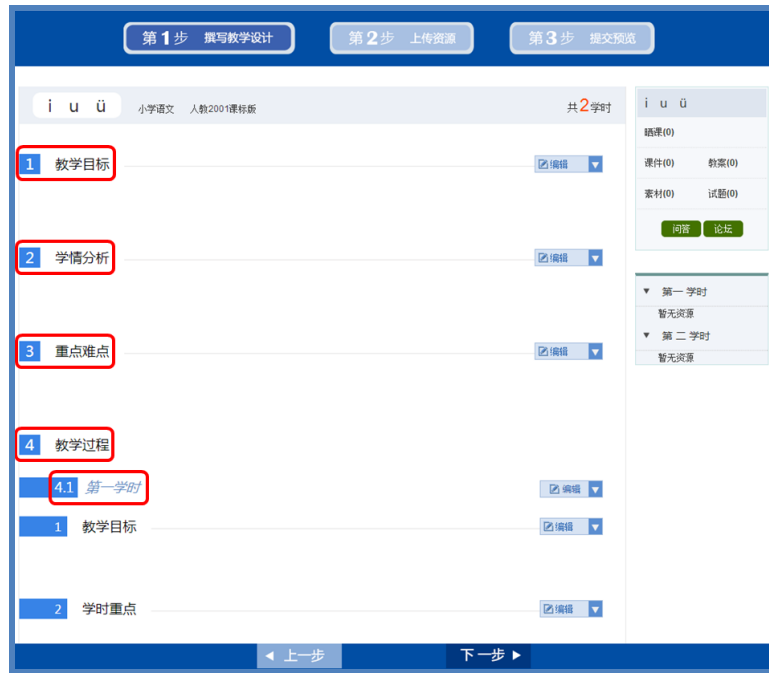 第1步 撰写教学设计 第2步 上传资源 第3步 提交预览
i u ü 小学语文 人教2001课标版 共2学时
1 教学目标 编辑
2 学情分析 编辑
3 重点难点 编辑
4 教学过程
4.1 第一学时 编辑
1 教学目标 编辑
2 学时重点 编辑
i u ü
晒课(0)
课件(0) 教案(0)
素材(0) 试题(0)
问答 论坛
第一 学时
暂无资源
第 二 学时
暂无资源
上一步 下一步